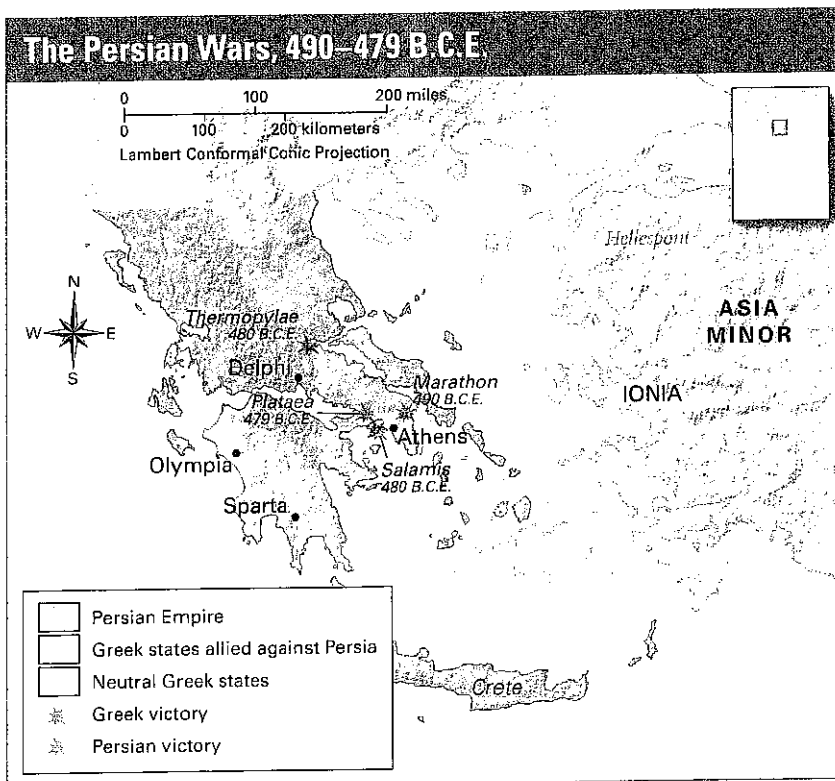 The Persian Wars, 490–479 B.C.E.
0 100 200 miles
0 100 200 kilometers
Lambert Conformal Conic Projection
Hellespont
N
W E
S
ASIA
MINOR
Thermopylae
480 B.C.E.
Delphi
Marathon
490 B.C.E.
Plataea
479 B.C.E.
IONIA
Athens
Olympia
Salamis
480 B.C.E.
Sparta
Persian Empire
Greek states allied against Persia
Neutral Greek states
Greek victory
Persian victory
Crete